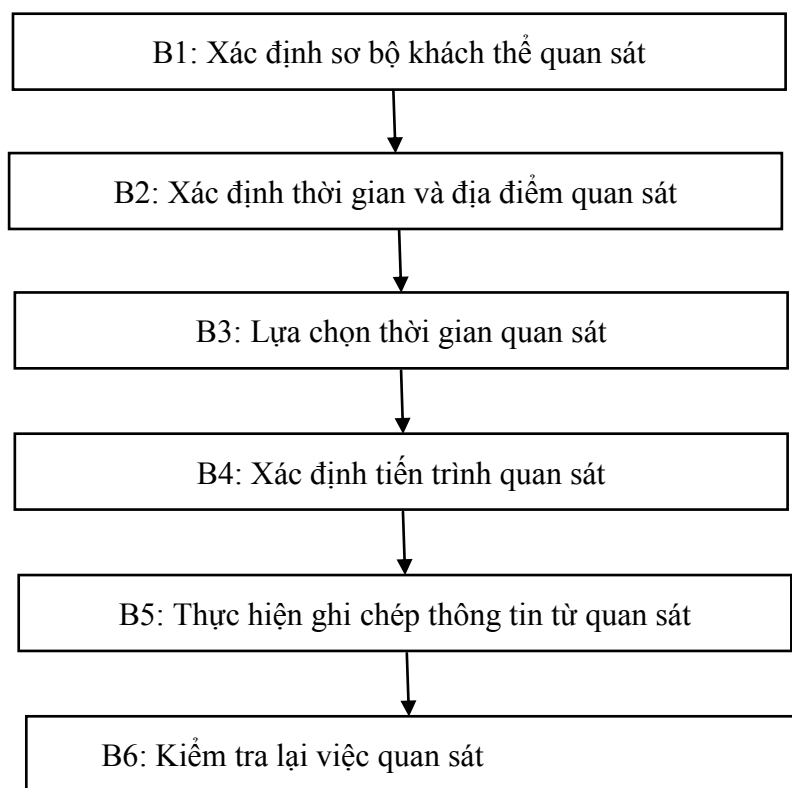 B1: Xác định sơ bộ khách thể quan sát
B2: Xác định thời gian và địa điểm quan sát
B3: Lựa chọn thời gian quan sát
B4: Xác định tiến trình quan sát
B5: Thực hiện ghi chép thông tin từ quan sát
B6: Kiểm tra lại việc quan sát